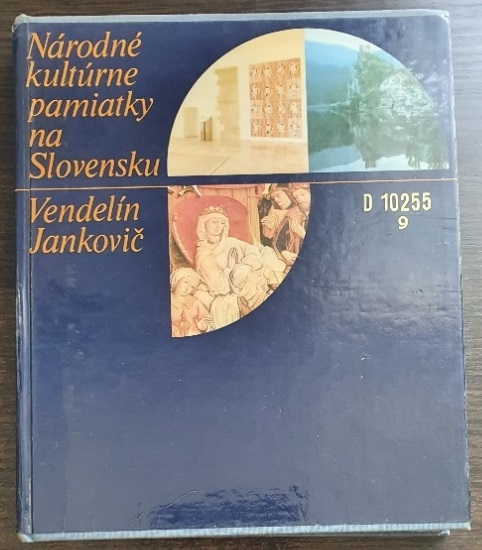 Národné
kultúrne
pamiatky
na
Slovensku
Vendelín
Jankovič
D 10255
9